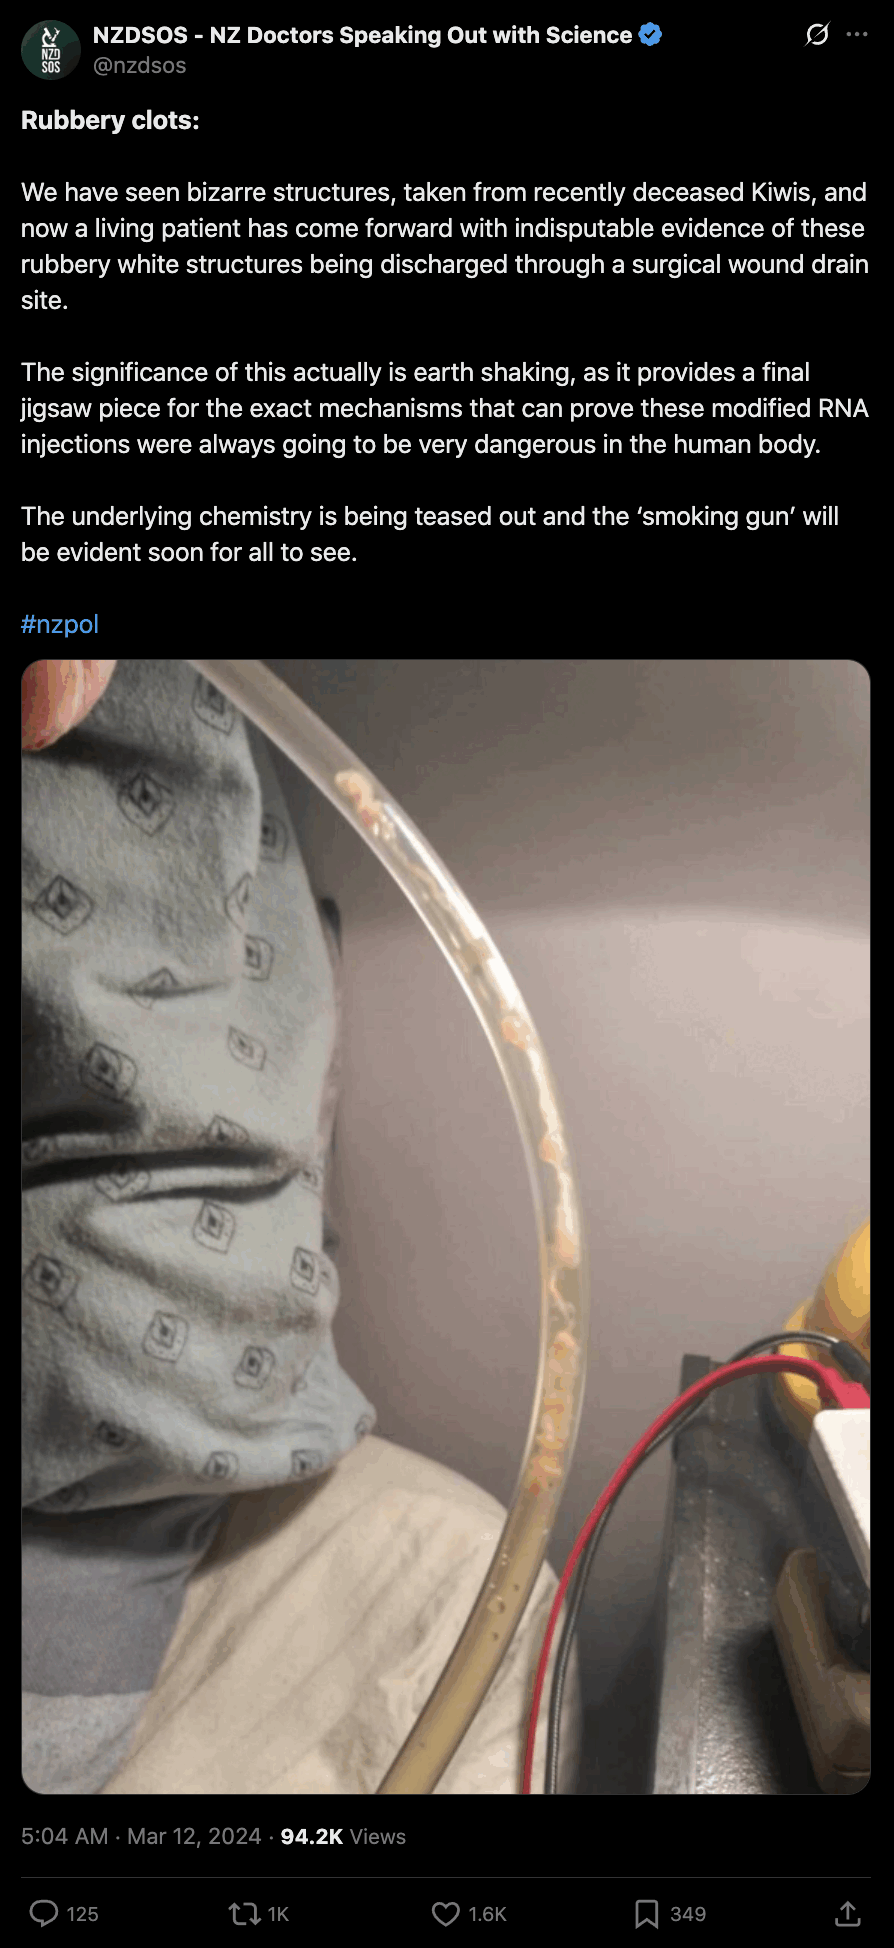 NZDSOS - NZ Doctors Speaking Out with Science
@nzdsos
NZD
SOS
Rubbery clots:
We have seen bizarre structures, taken from recently deceased Kiwis, and
now a living patient has come forward with indisputable evidence of these
rubbery white structures being discharged through a surgical wound drain
site.
The significance of this actually is earth shaking, as it provides a final
jigsaw piece for the exact mechanisms that can prove these modified RNA
injections were always going to be very dangerous in the human body.
The underlying chemistry is being teased out and the ‘smoking gun’ will
be evident soon for all to see.
#nzpol
5:04 AM · Mar 12, 2024 · 94.2K Views
125 1K 1.6K 349